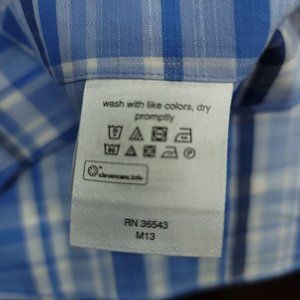 wash with like colors, dry
promptly
clevercare.info
RN 36543
M13